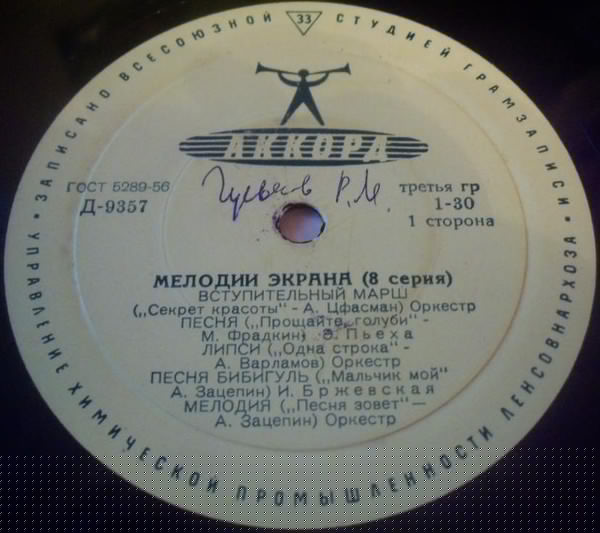 ЗАПИСАНО ВСЕСОЮЗНОЙ 33 СТУДИЕЙ ГРАМЗАПИСИ
АККОРД
ГОСТ 5289-56
Д-9357
Р.М.
третья гр
1-30
1 сторона
МЕЛОДИИ ЭКРАНА (8 серия)
ВСТУПИТЕЛЬНЫЙ МАРШ
(„Секрет красоты" - А. Цфасман) Оркестр
ПЕСНЯ („Прощайте, голуби" -
М. Фрадкин) Э. Пьеха
ЛИПСИ („Одна строка" -
А. Варламов) Оркестр
ПЕСНЯ БИБИГУЛЬ („Мальчик мой"
А. Зацепин) И. Бржевская
МЕЛОДИЯ („Песня зовет" —
А. Зацепин) Оркестр
УПРАВЛЕНИЕ ХИМИЧЕСКОЙ ПРОМЫШЛЕННОСТИ ЛЕНСОВНАРХОЗА